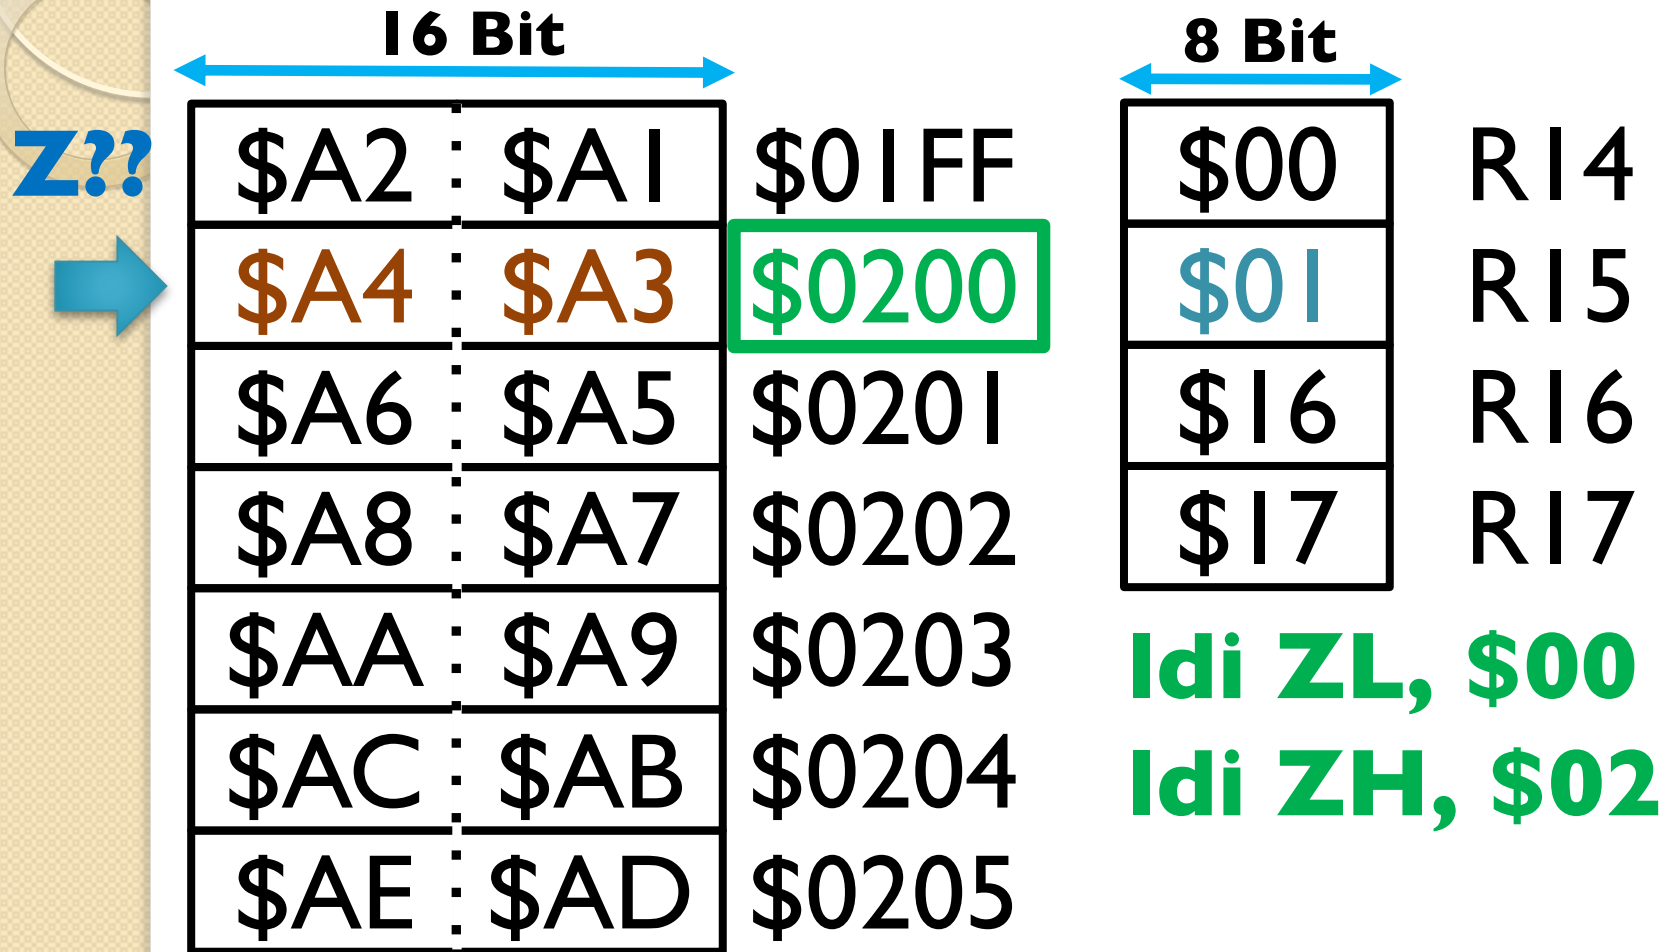 16 Bit 8 Bit
Z?? $A2 $A1 $01FF $00 R14
$A4 $A3 $0200 $01 R15
$A6 $A5 $0201 $16 R16
$A8 $A7 $0202 $17 R17
$AA $A9 $0203 ldi ZL, $00
$AC $AB $0204 ldi ZH, $02
$AE $AD $0205